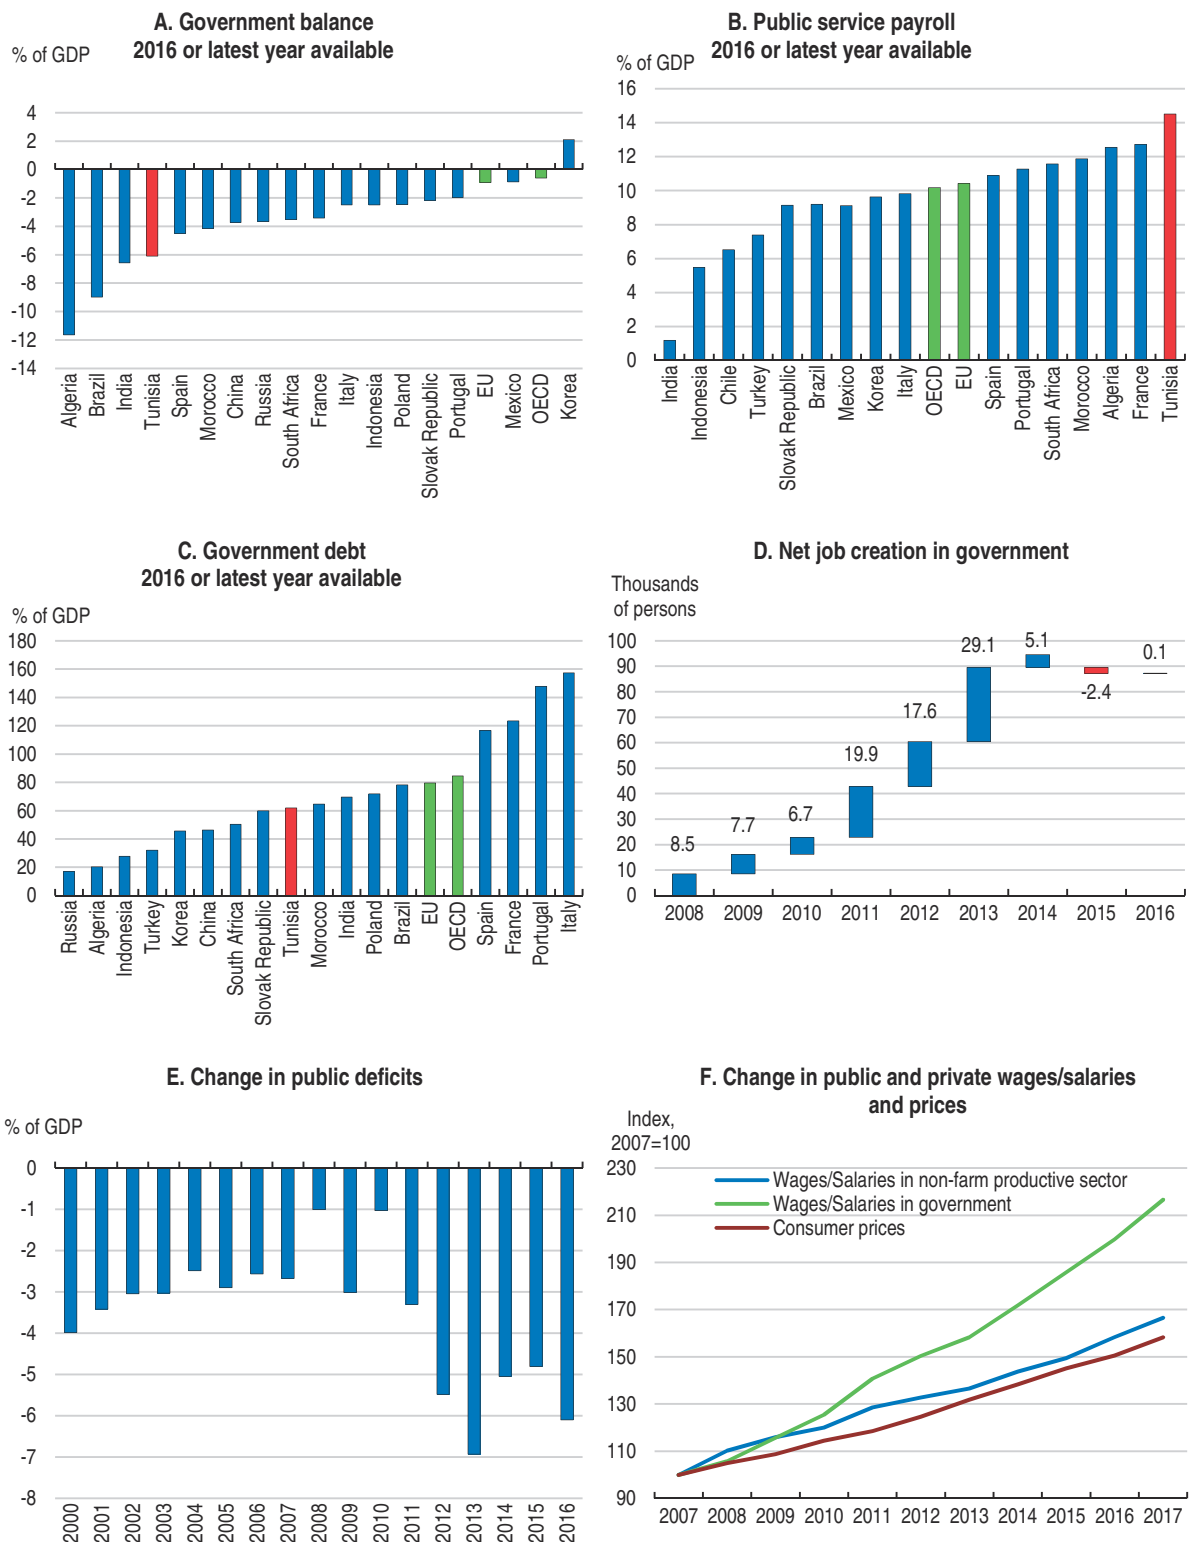 A. Government balance
2016 or latest year available
% of GDP
4
2
0
-2
-4
-6
-8
-10
-12
-14
Algeria
Brazil
India
Tunisia
Spain
Morocco
China
Russia
South Africa
France
Italy
Indonesia
Poland
Slovak Republic
Portugal
EU
Mexico
OECD
Korea
B. Public service payroll
2016 or latest year available
% of GDP
16
14
12
10
8
6
4
2
0
India
Indonesia
Chile
Turkey
Slovak Republic
Brazil
Mexico
Korea
Italy
OECD
EU
Spain
Portugal
South Africa
Morocco
Algeria
France
Tunisia
C. Government debt
2016 or latest year available
% of GDP
180
160
140
120
100
80
60
40
20
0
Russia
Algeria
Indonesia
Turkey
Korea
China
South Africa
Slovak Republic
Tunisia
Morocco
India
Poland
Brazil
EU
OECD
Spain
France
Portugal
Italy
D. Net job creation in government
Thousands
of persons
100
90
80
70
60
50
40
30
20
10
0
8.5
7.7
6.7
19.9
17.6
29.1
5.1
-2.4
0.1
2008 2009 2010 2011 2012 2013 2014 2015 2016
E. Change in public deficits
% of GDP
0
-1
-2
-3
-4
-5
-6
-7
-8
2000
2001
2002
2003
2004
2005
2006
2007
2008
2009
2010
2011
2012
2013
2014
2015
2016
F. Change in public and private wages/salaries
and prices
Index,
2007=100
230
210
190
170
150
130
110
90
Wages/Salaries in non-farm productive sector
Wages/Salaries in government
Consumer prices
2007 2008 2009 2010 2011 2012 2013 2014 2015 2016 2017